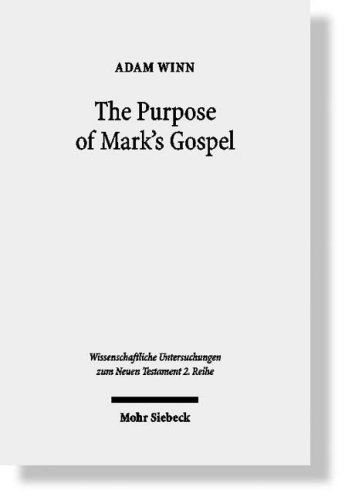 ADAM WINN
The Purpose
of Mark's Gospel
Wissenschaftliche Untersuchungen
zum Neuen Testament 2. Reihe
Mohr Siebeck